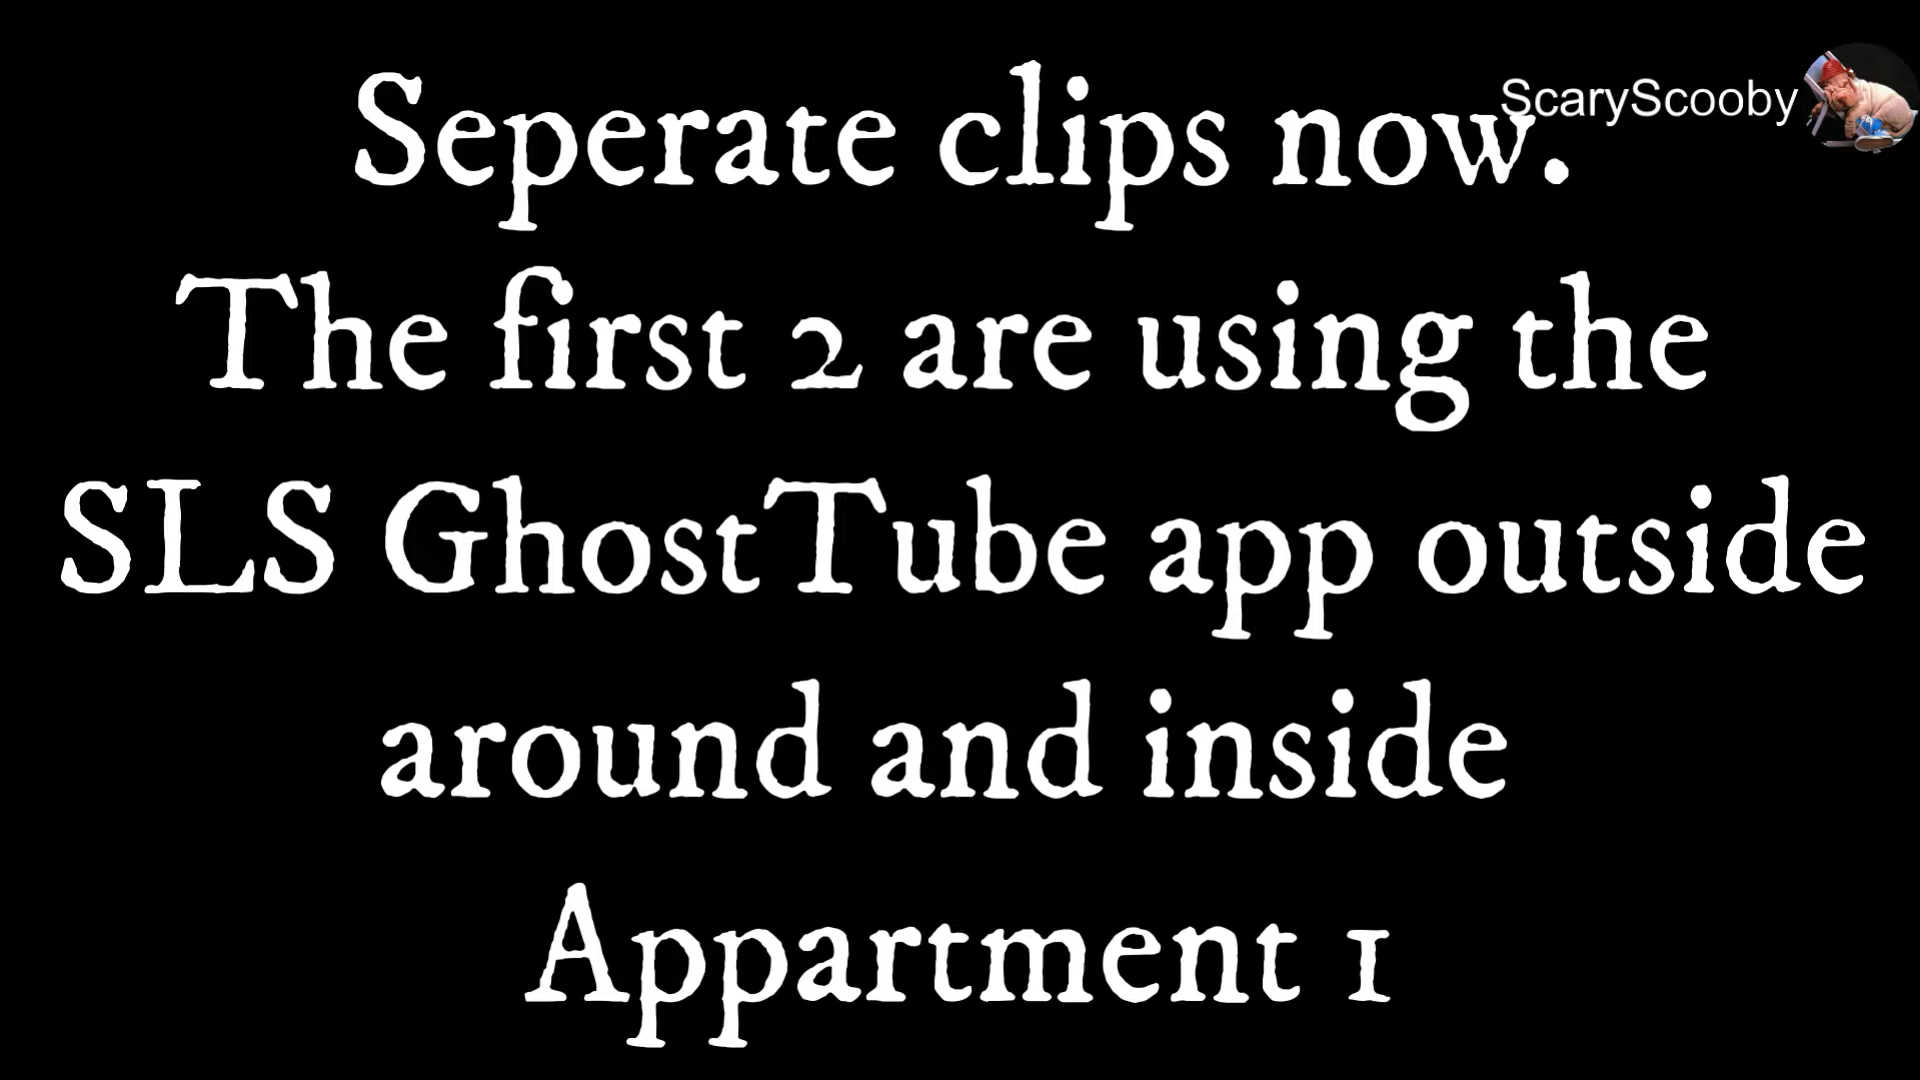 Seperate clips now.
ScaryScooby
The first 2 are using the
SLS GhostTube app outside
around and inside
Appartment 1